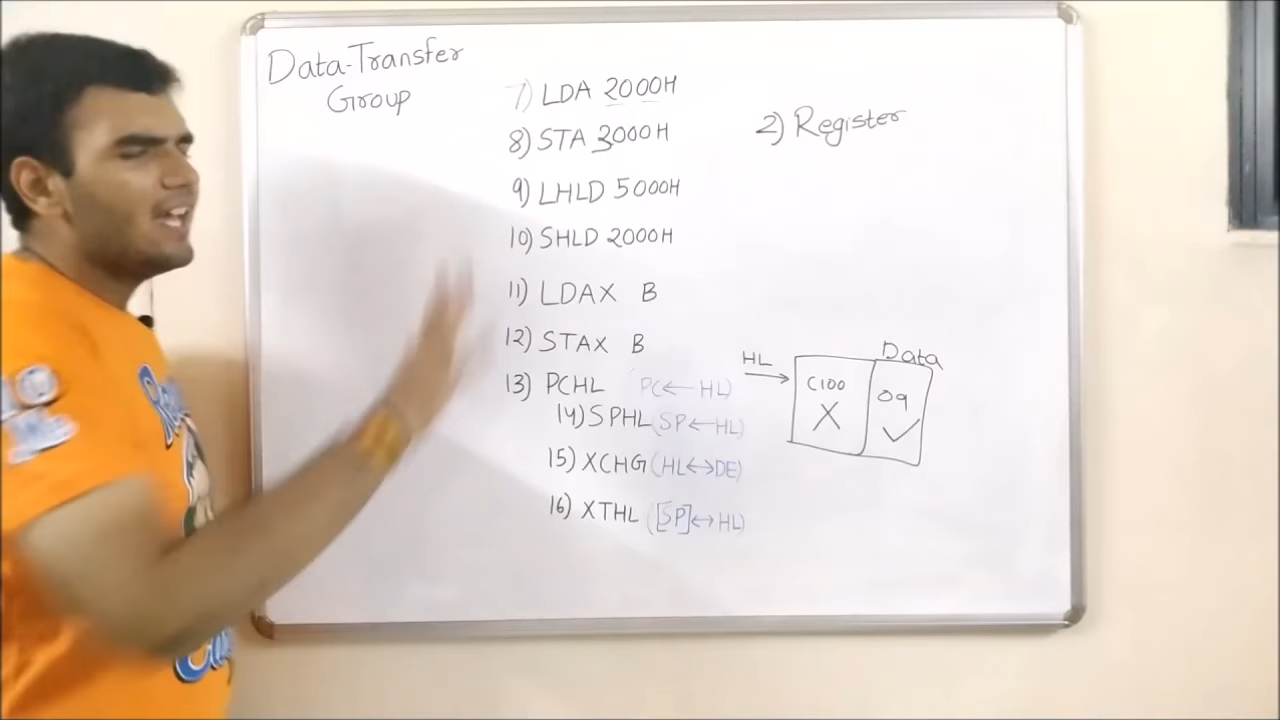 Data-Transfer
Group
7) LDA 2000H
8) STA 3000H
9) LHLD 5000H
10) SHLD 2000H
11) LDAX B
12) STAX B
13) PCHL (PC←HL)
14) SPHL (SP←HL)
15) XCHG (HL↔DE)
16) XTHL ([SP]↔HL)
2) Register
HL
Data
C100
09